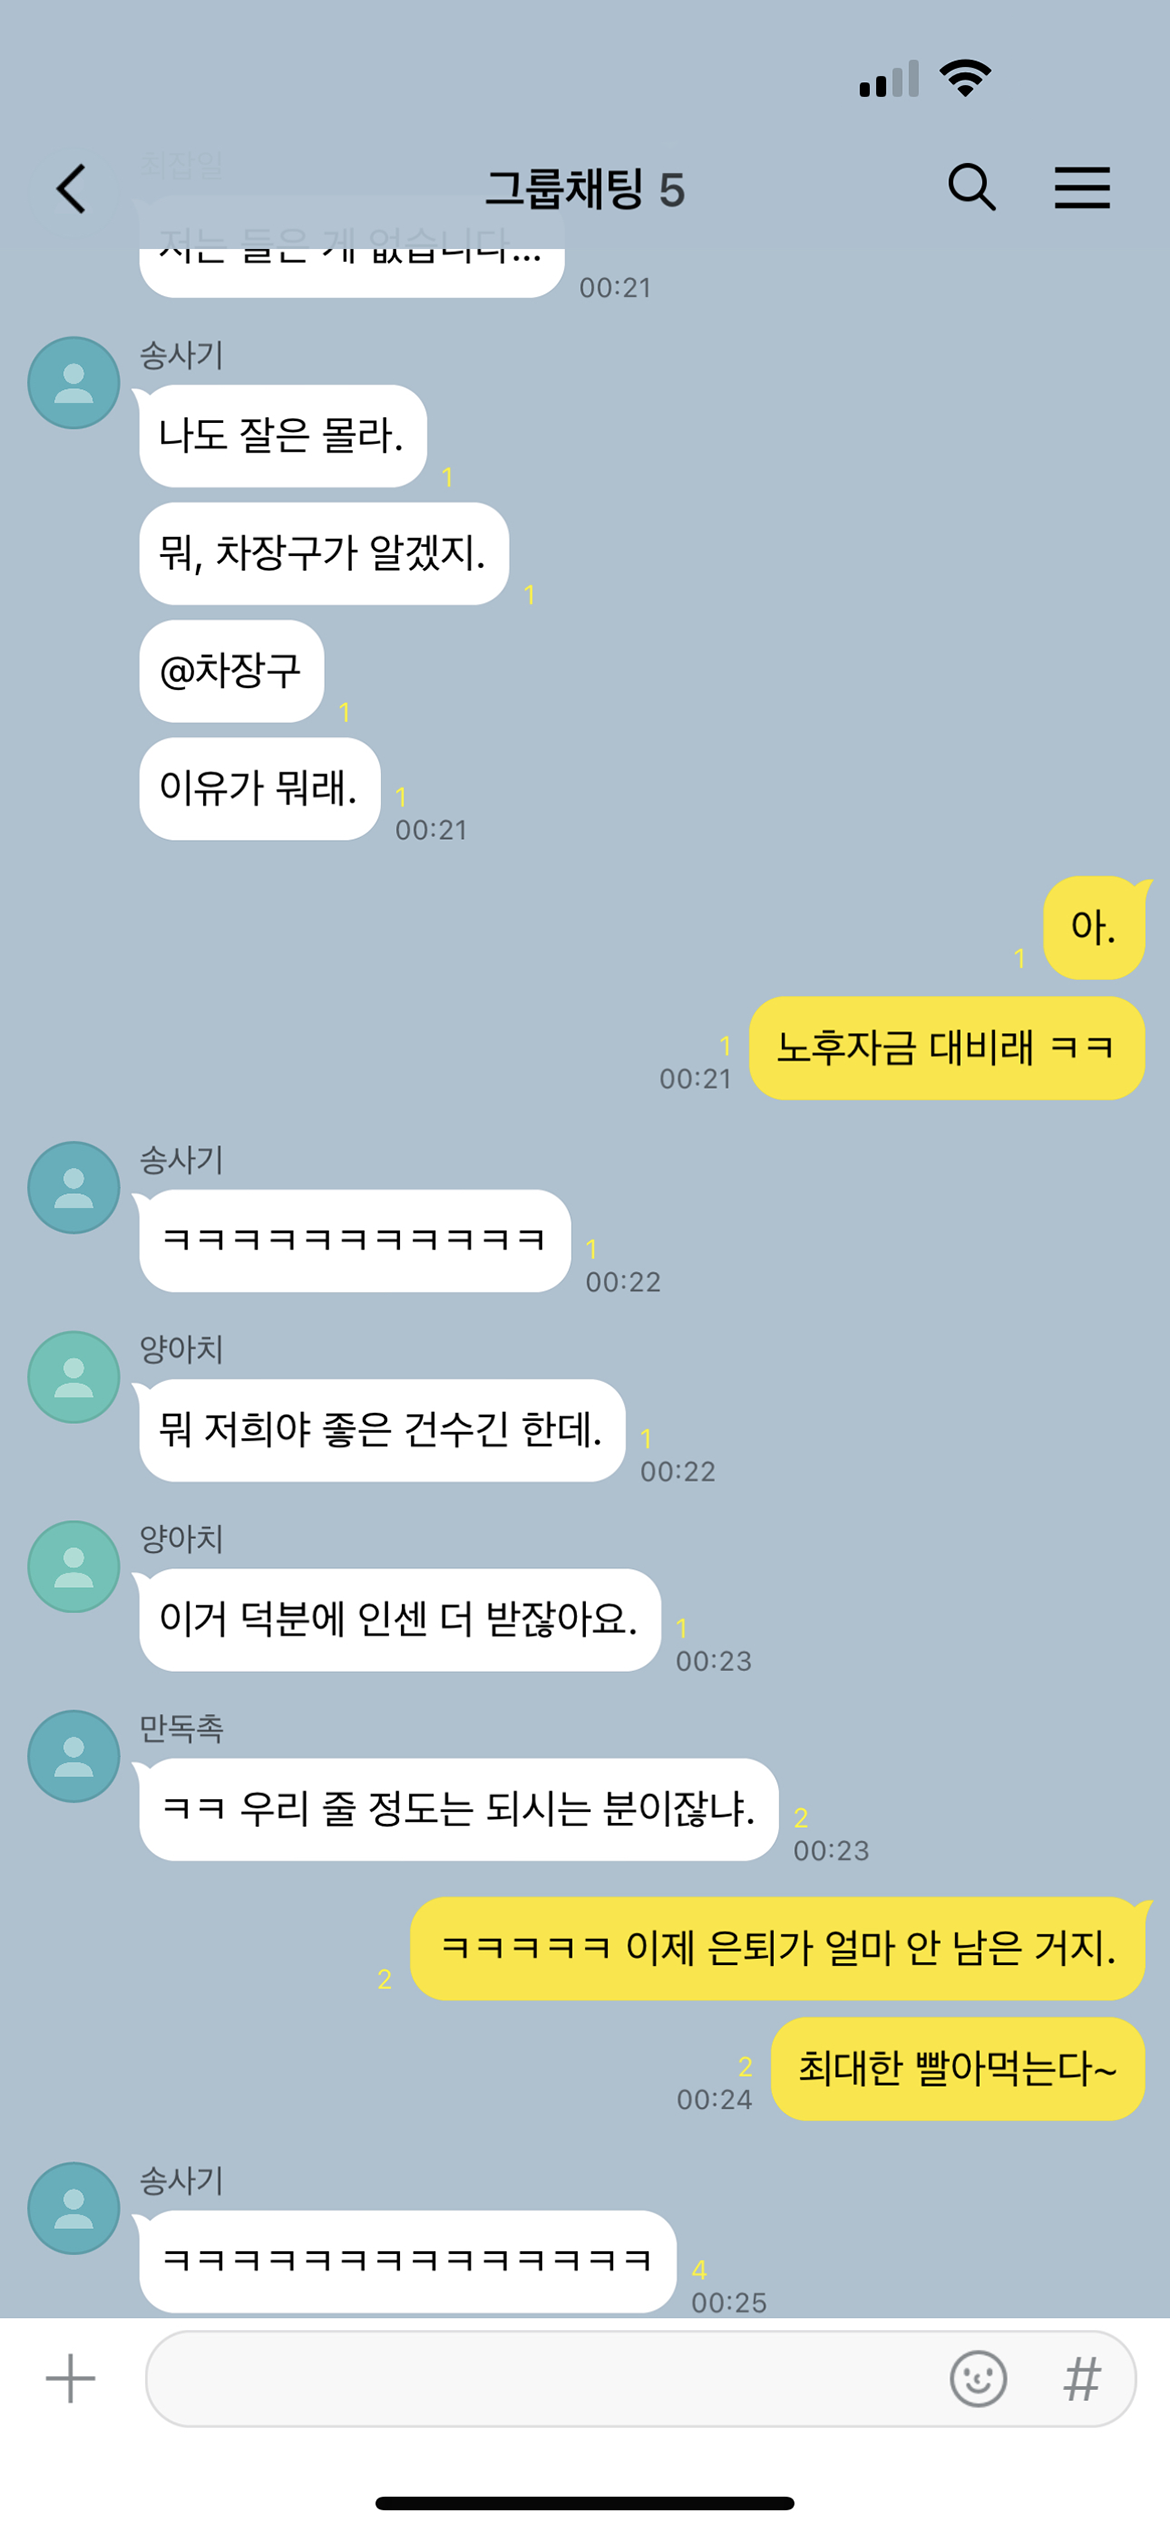 최잡일
그룹채팅 5
저는 들은 게 없습니다...
00:21
송사기
나도 잘은 몰라.
1
뭐, 차장구가 알겠지.
1
@차장구
1
이유가 뭐래.
1
00:21
아.
1
노후자금 대비래 ㅋㅋ
1
00:21
송사기
ㅋㅋㅋㅋㅋㅋㅋㅋㅋㅋㅋ
1
00:22
양아치
뭐 저희야 좋은 건수긴 한데.
1
00:22
양아치
이거 덕분에 인센 더 받잖아요.
1
00:23
만독촉
ㅋㅋ 우리 줄 정도는 되시는 분이잖냐.
2
00:23
ㅋㅋㅋㅋㅋ 이제 은퇴가 얼마 안 남은 거지.
2
최대한 빨아먹는다~
2
00:24
송사기
ㅋㅋㅋㅋㅋㅋㅋㅋㅋㅋㅋㅋㅋㅋ
4
00:25
#